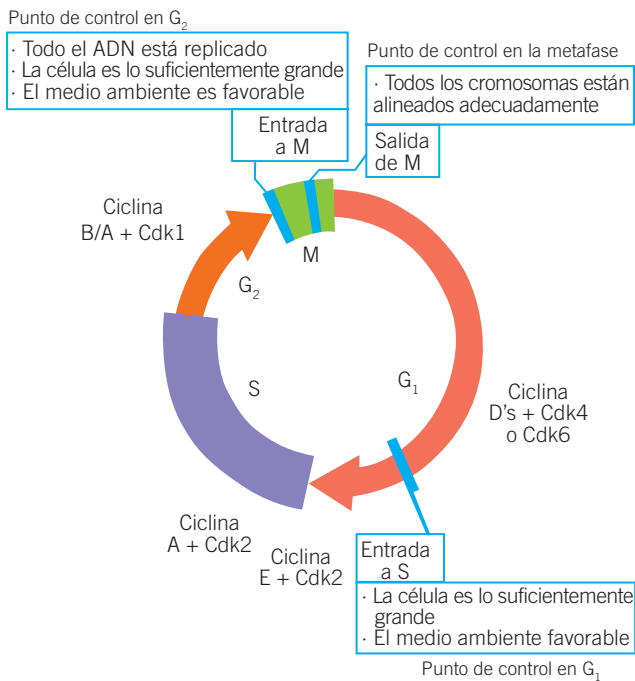 Punto de control en G₂
· Todo el ADN está replicado
· La célula es lo suficientemente grande
· El medio ambiente es favorable
Punto de control en la metafase
· Todos los cromosomas están
alineados adecuadamente
Entrada
a M
Salida
de M
Ciclina
B/A + Cdk1
M
G₂
S
G₁
Ciclina
D's + Cdk4
o Cdk6
Ciclina
A + Cdk2
Ciclina
E + Cdk2
Entrada
a S
· La célula es lo suficientemente
grande
· El medio ambiente favorable
Punto de control en G₁